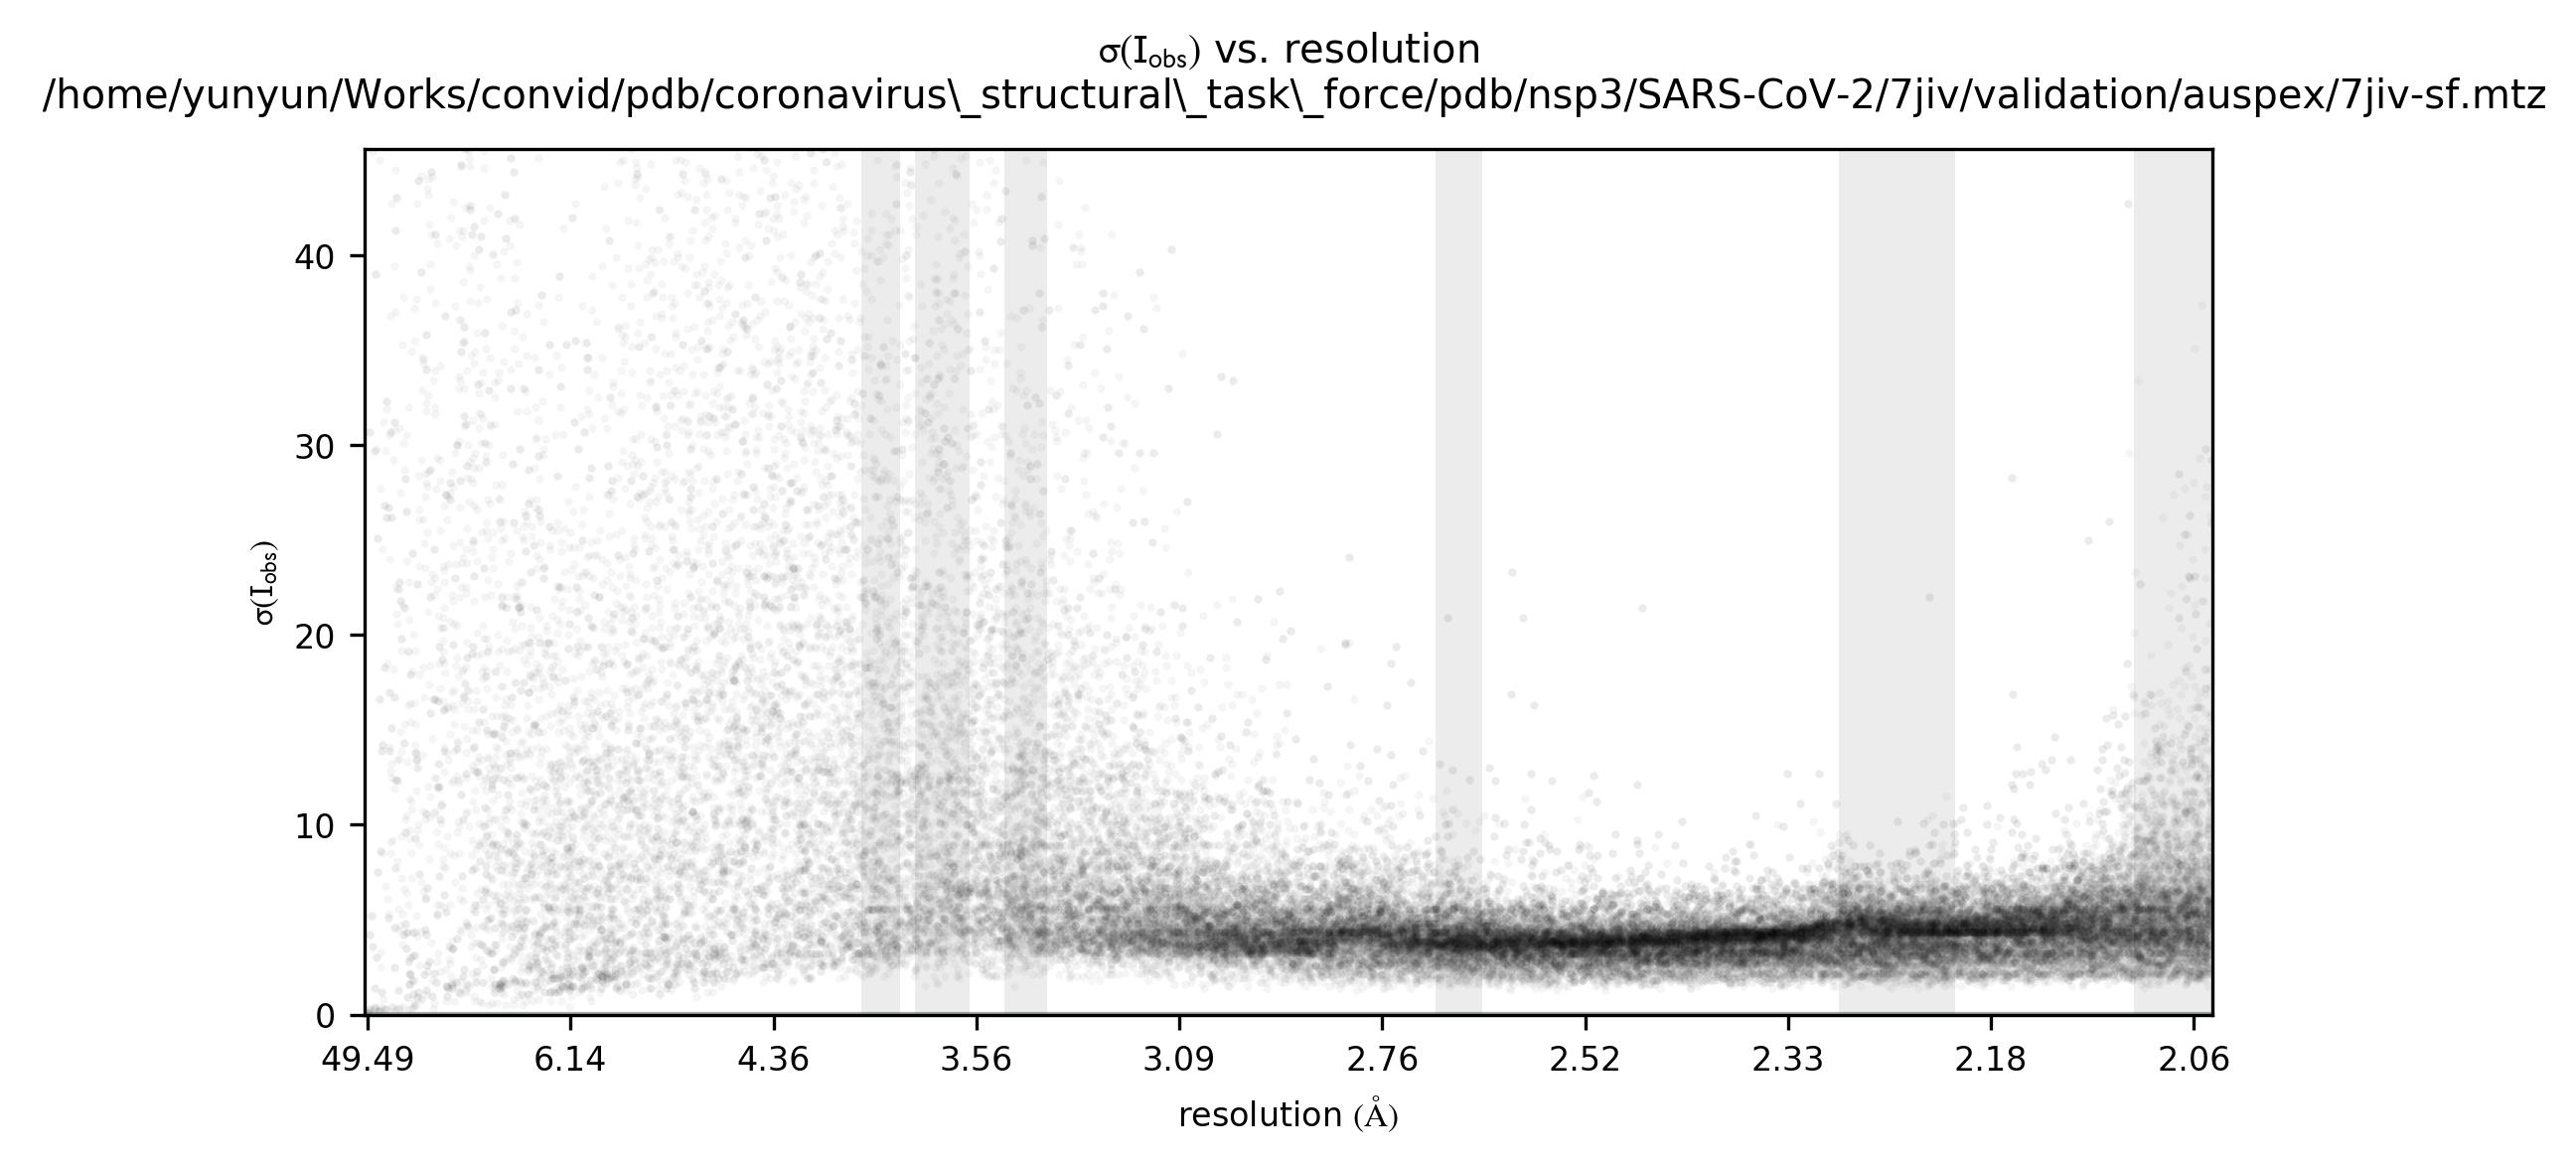 σ(I_obs) vs. resolution
/home/yunyun/Works/convid/pdb/coronavirus\_structural\_task\_force/pdb/nsp3/SARS-CoV-2/7jiv/validation/auspex/7jiv-sf.mtz
40
30
20
10
0
σ(I_obs)
49.49 6.14 4.36 3.56 3.09 2.76 2.52 2.33 2.18 2.06
resolution (Å)